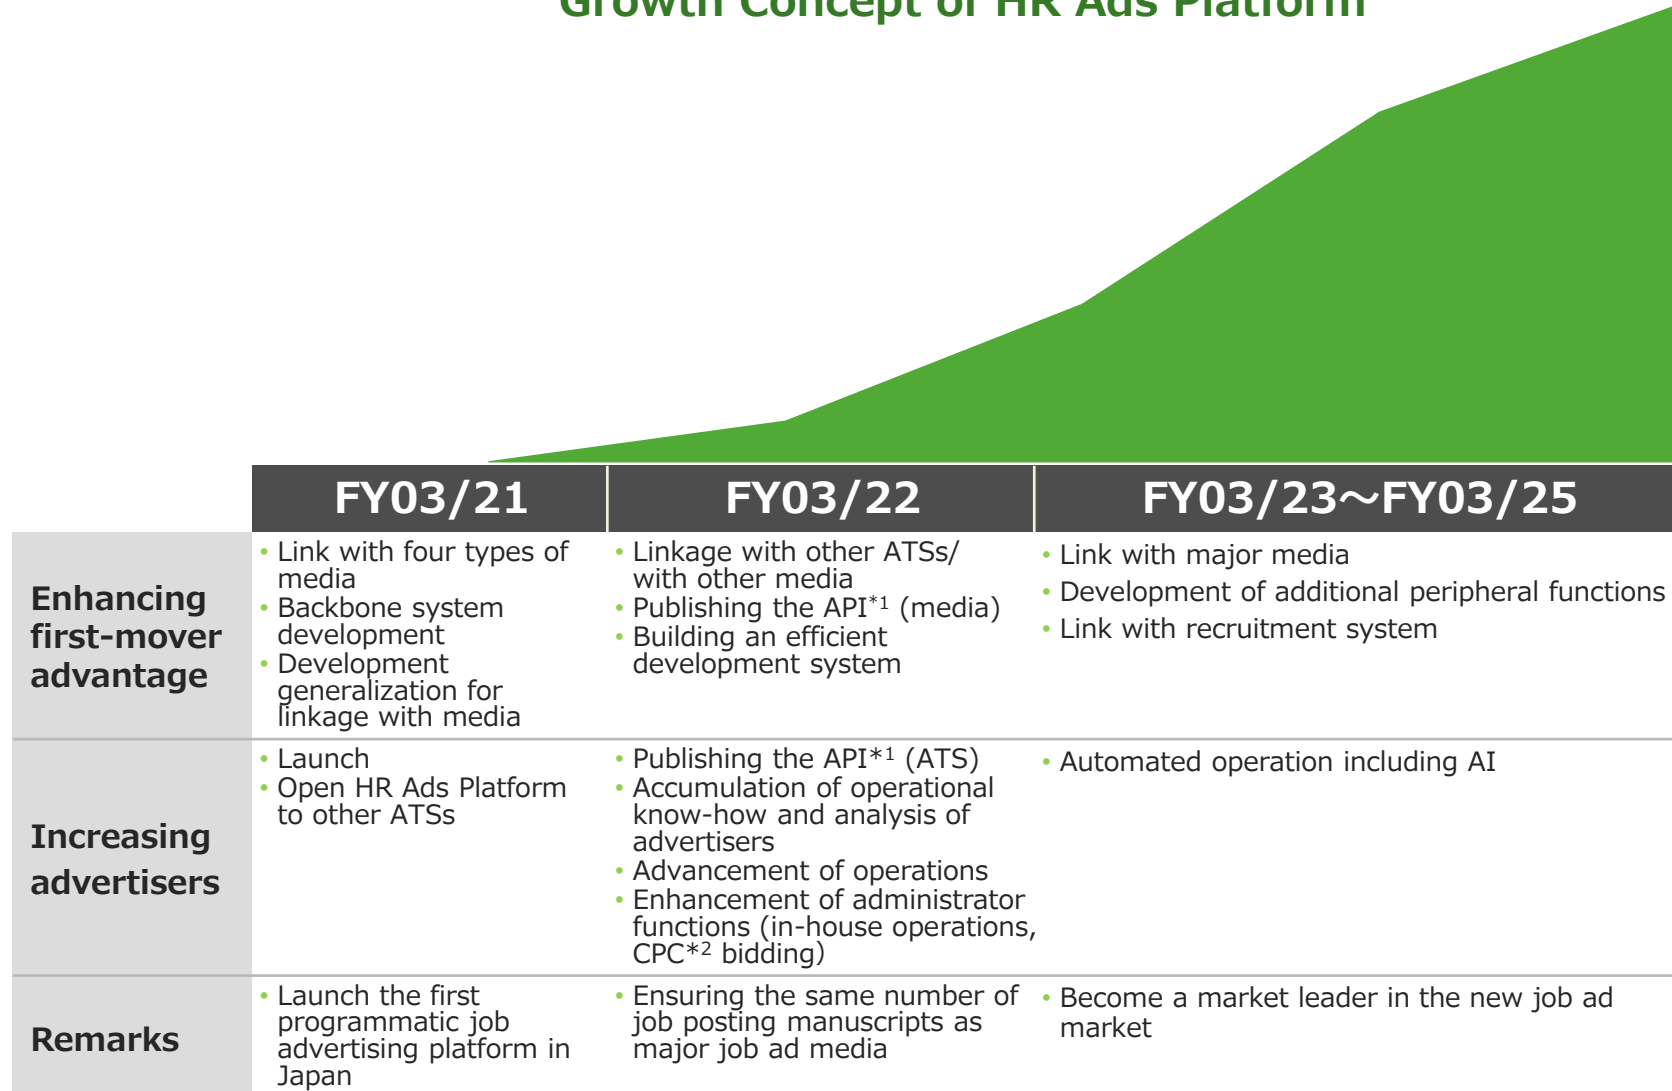 Growth Concept of HR Ads Platform
FY03/21
FY03/22
FY03/23～FY03/25
Enhancing
first-mover
advantage
• Link with four types of
media
• Backbone system
development
• Development
generalization for
linkage with media
• Linkage with other ATSs/
with other media
• Publishing the API*1 (media)
• Building an efficient
development system
• Link with major media
• Development of additional peripheral functions
• Link with recruitment system
Increasing
advertisers
• Launch
• Open HR Ads Platform
to other ATSs
• Publishing the API*1 (ATS)
• Accumulation of operational
know-how and analysis of
advertisers
• Advancement of operations
• Enhancement of administrator
functions (in-house operations,
CPC*2 bidding)
• Automated operation including AI
Remarks
• Launch the first
programmatic job
advertising platform in
Japan
• Ensuring the same number of
job posting manuscripts as
major job ad media
• Become a market leader in the new job ad
market